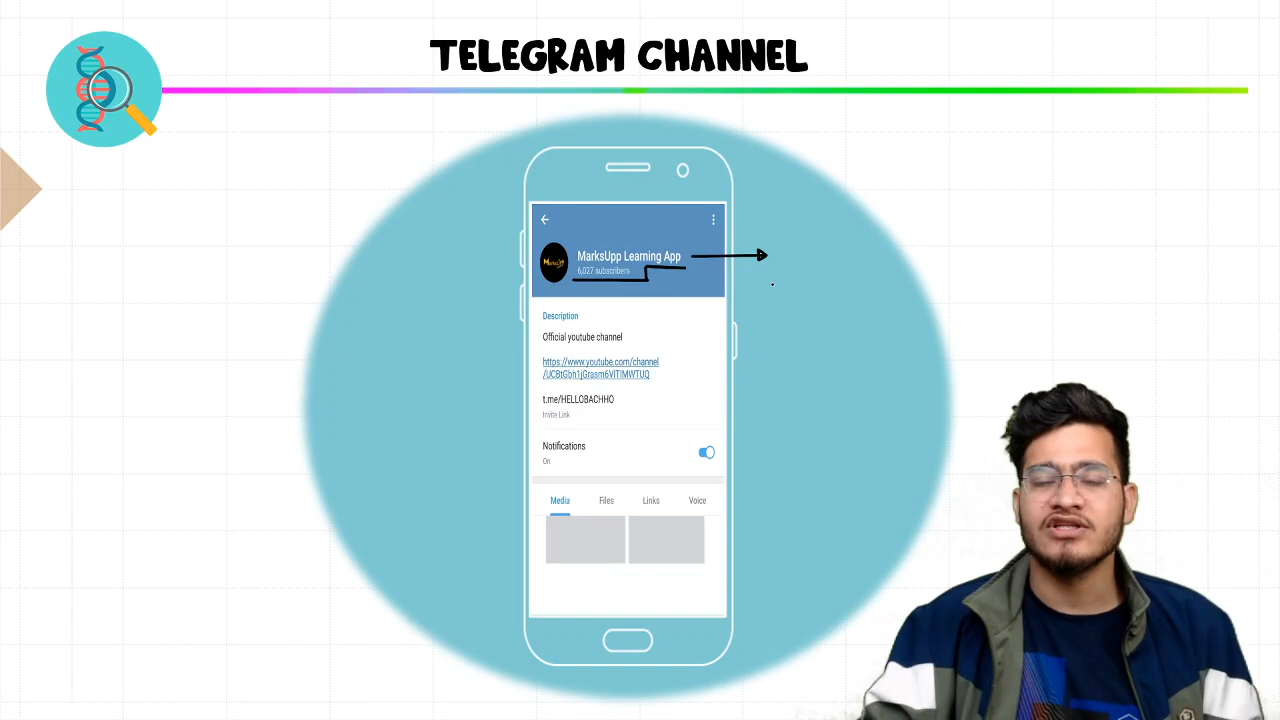 TELEGRAM CHANNEL
MarksUpp Learning App
6,027 subscribers
Description
Official youtube channel
https://www.youtube.com/channel
/UCBtGbh1jGrasm6VITIMWTUQ
t.me/HELLOBACHHO
Invite Link
Notifications
On
Media Files Links Voice